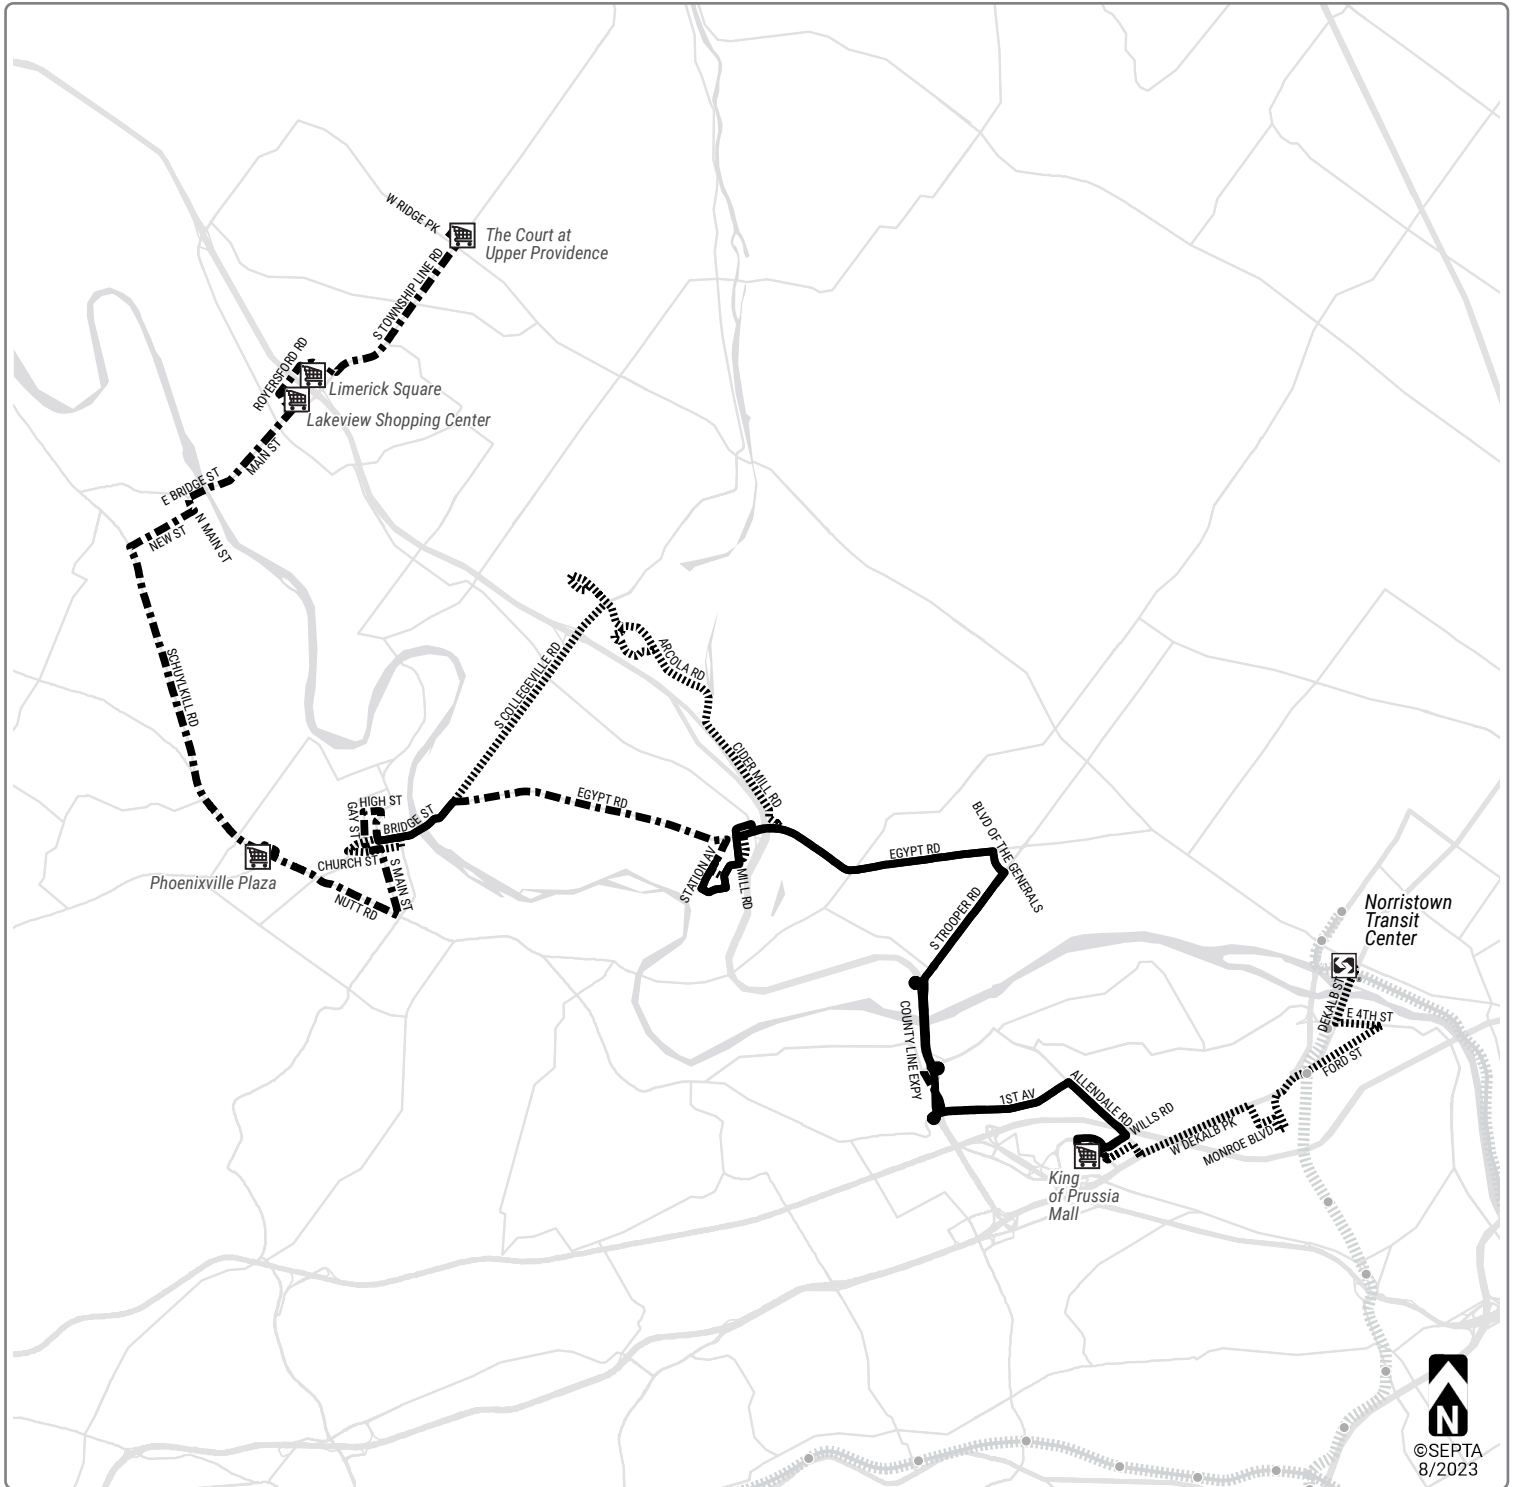 W RIDGE PK
The Court at
Upper Providence
S TOWNSHIP LINE RD
ROYERSFORD RD
Limerick Square
Lakeview Shopping Center
MAIN ST
E BRIDGE ST
N MAIN ST
NEW ST
SCHUYLKILL RD
S COLLEGEVILLE RD
ARCOLA RD
CIDER MILL RD
EGYPT RD
HIGH ST
GAY ST
BRIDGE ST
CHURCH ST
S MAIN ST
Phoenixville Plaza
NUTT RD
STATION AV
MILL RD
EGYPT RD
BLVD OF THE GENERALS
S TROOPER RD
Norristown
Transit
Center
DEKALB ST
E 4TH ST
FORD ST
COUNTY LINE EXPY
1ST AV
ALLENDALE RD
WILLS RD
W DEKALB PK
MONROE BLVD
King
of Prussia
Mall
N
©SEPTA
8/2023